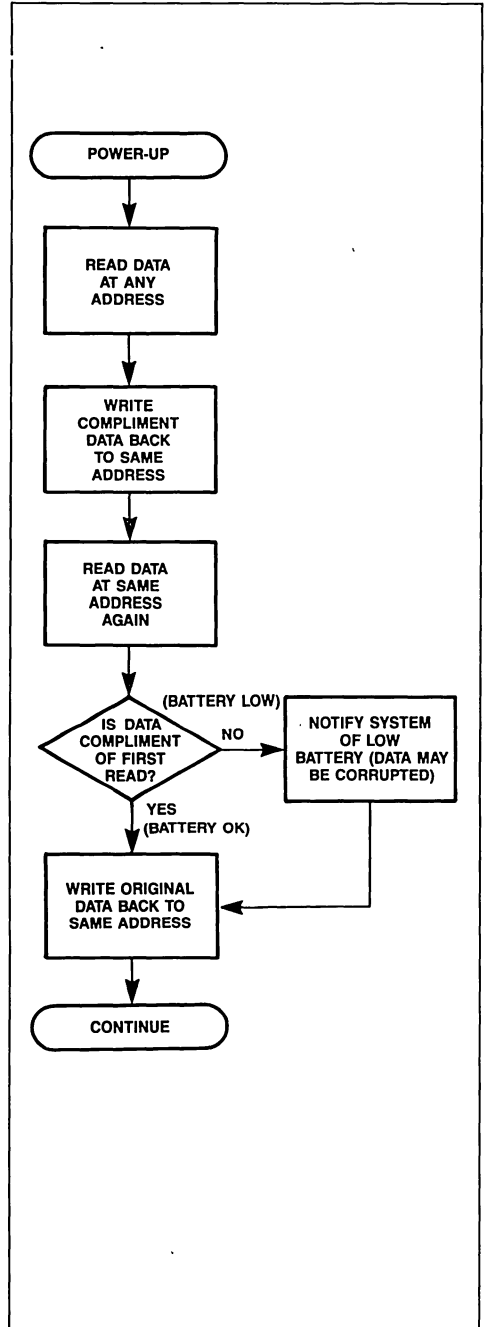 POWER-UP
READ DATA
AT ANY
ADDRESS
WRITE
COMPLIMENT
DATA BACK
TO SAME
ADDRESS
READ DATA
AT SAME
ADDRESS
AGAIN
IS DATA
COMPLIMENT
OF FIRST
READ?
(BATTERY LOW)
NO
NOTIFY SYSTEM
OF LOW
BATTERY (DATA MAY
BE CORRUPTED)
YES
(BATTERY OK)
WRITE ORIGINAL
DATA BACK TO
SAME ADDRESS
CONTINUE